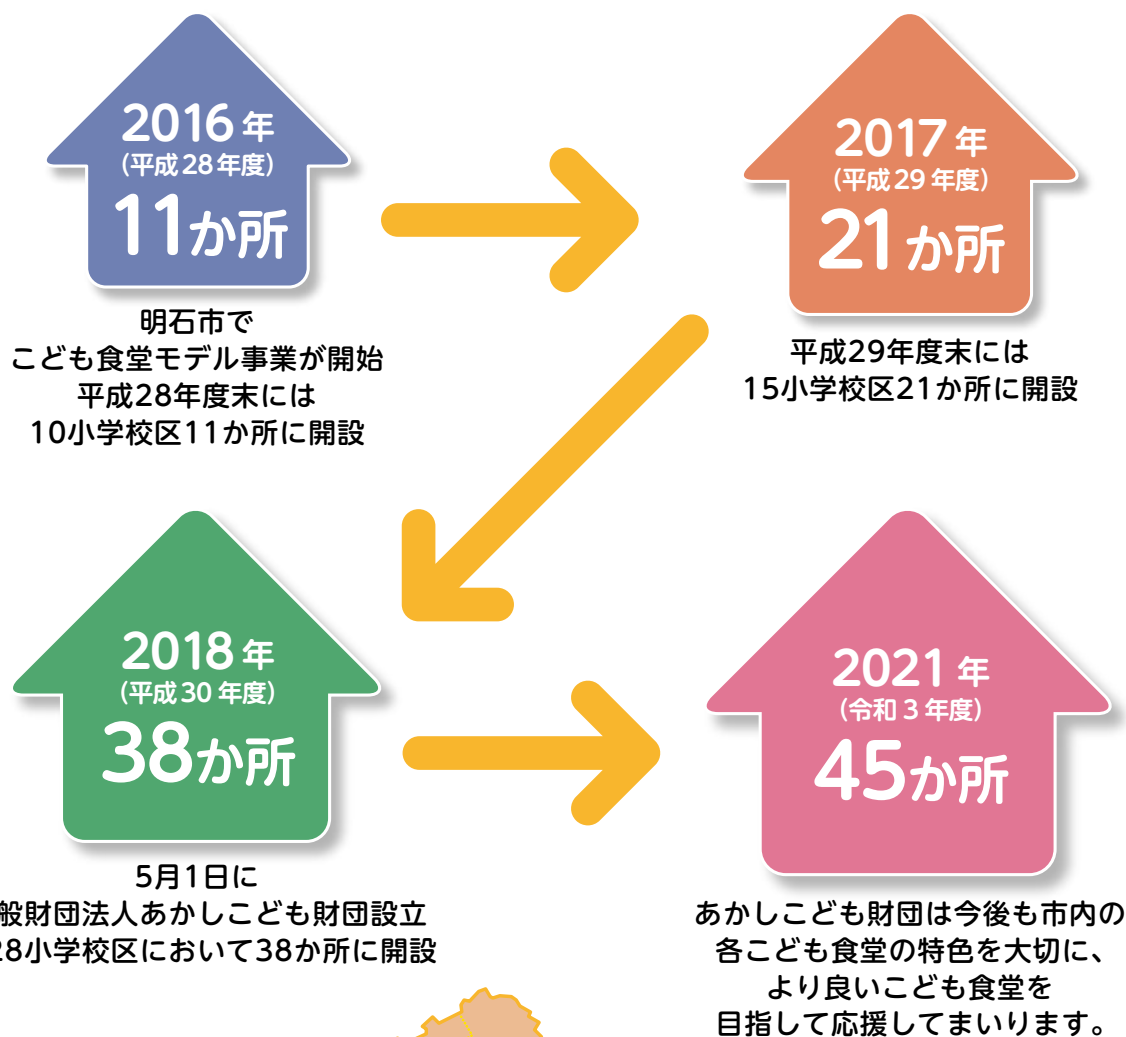 2016年
(平成28年度)
11か所
明石市で
こども食堂モデル事業が開始
平成28年度末には
10小学校区11か所に開設
2017年
(平成29年度)
21か所
平成29年度末には
15小学校区21か所に開設
2018年
(平成30年度)
38か所
5月1日に
般財団法人あかしこども財団設立
28小学校区において38か所に開設
2021年
(令和3年度)
45か所
あかしこども財団は今後も市内の
各こども食堂の特色を大切に、
より良いこども食堂を
目指して応援してまいります。